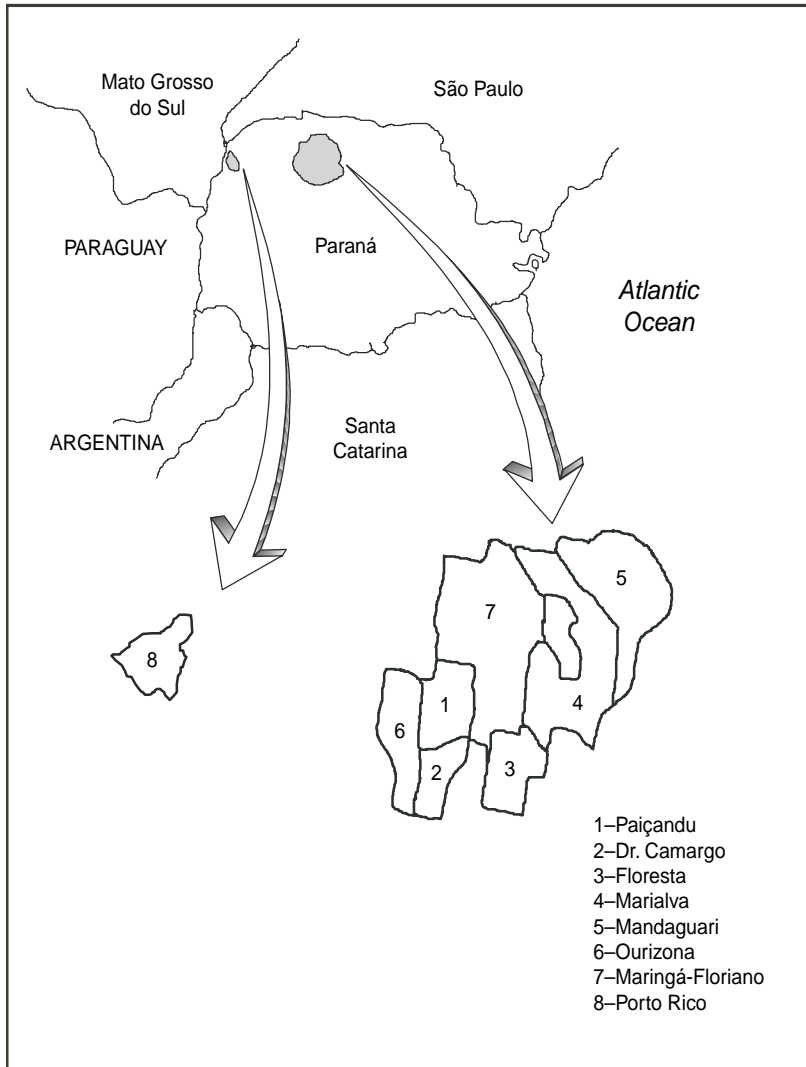 Mato Grosso
do Sul
São Paulo
PARAGUAY
Paraná
Atlantic
Ocean
ARGENTINA
Santa
Catarina
5
7
8
1
4
6
2
3
1–Paiçandu
2–Dr. Camargo
3–Floresta
4–Marialva
5–Mandaguari
6–Ourizona
7–Maringá-Floriano
8–Porto Rico